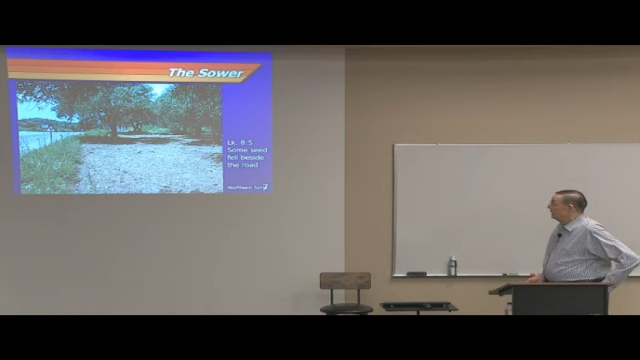 The Sower
Lk. 8:5
Some seed
fell beside
the road